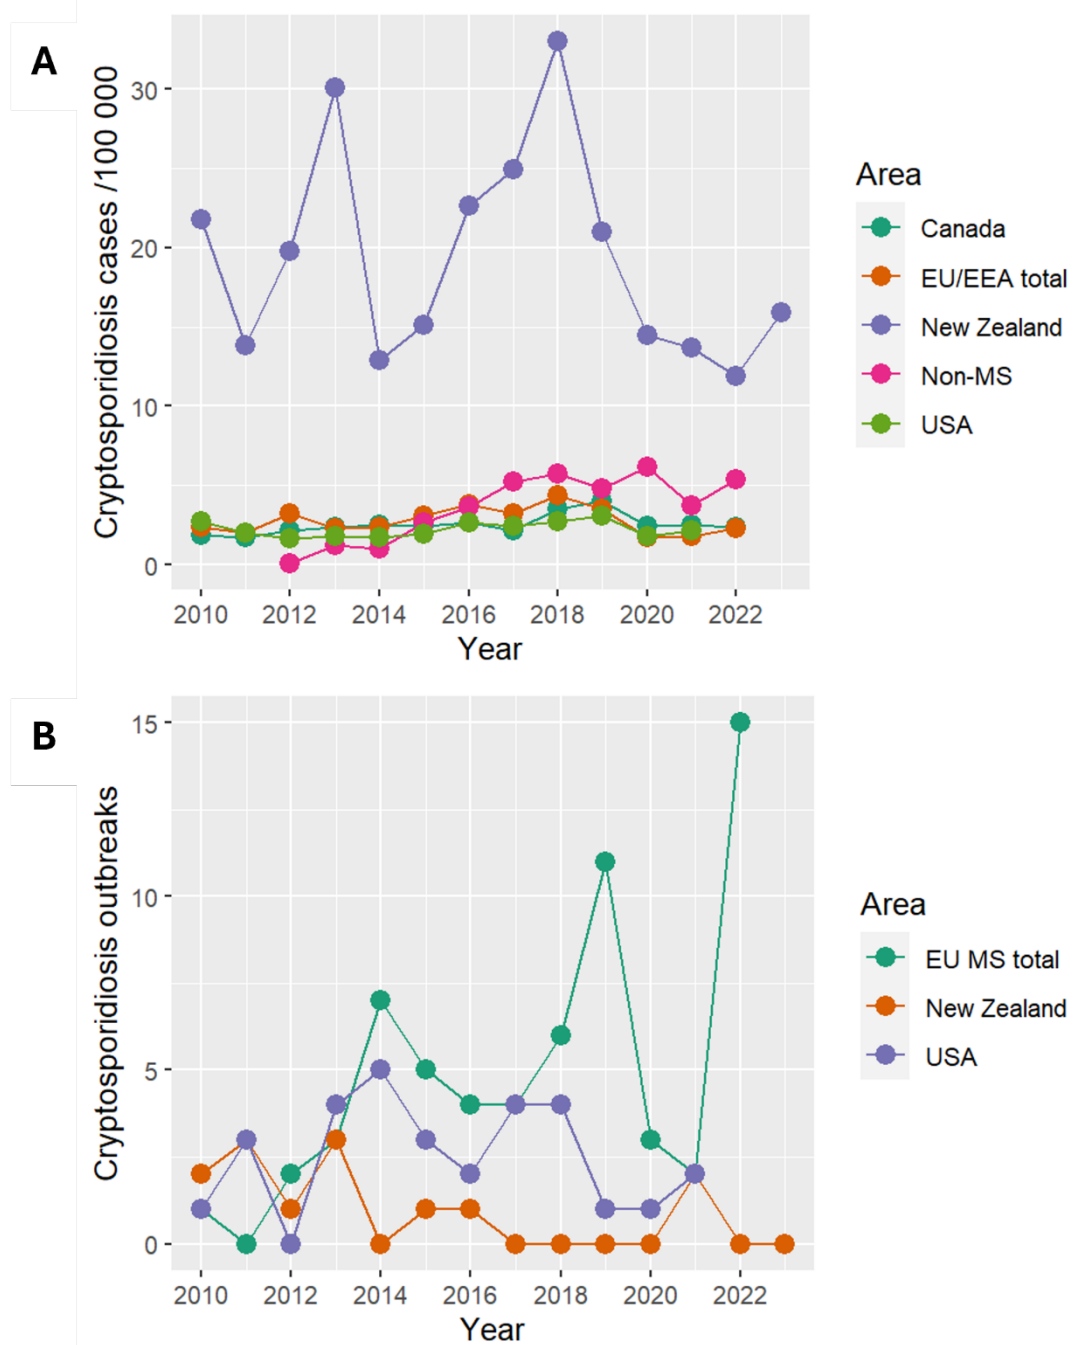 A
Cryptosporidiosis cases /100 000
30
20
10
0
2010 2012 2014 2016 2018 2020 2022
Year
Area
Canada
EU/EEA total
New Zealand
Non-MS
USA
B
Cryptosporidiosis outbreaks
15
10
5
0
2010 2012 2014 2016 2018 2020 2022
Year
Area
EU MS total
New Zealand
USA